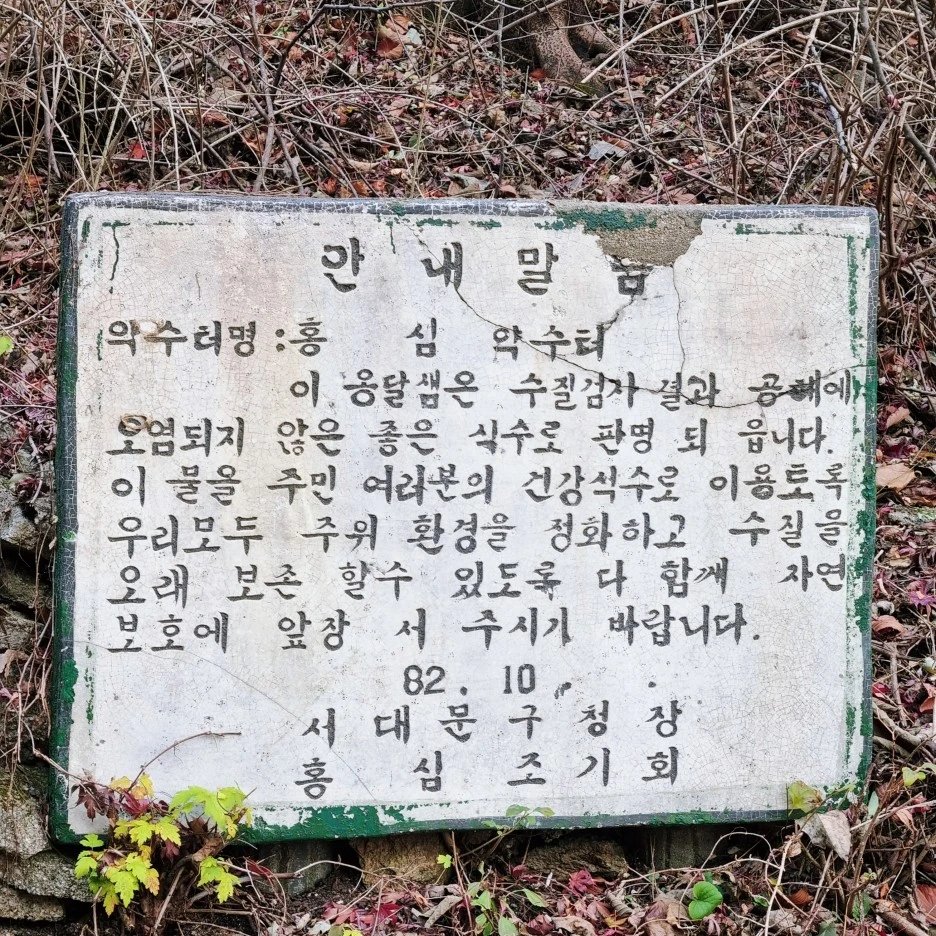 안 내 말 씀
약수터명 : 홍 심 약수터
이 옹달샘은 수질검사 결과 공해에
오염되지 않은 좋은 식수로 판명 되 읍니다.
이 물을 주민 여러분의 건강식수로 이용토록
우리모두 주위 환경을 정화하고 수질을
오래 보존 할수 있도록 다 함께 자연
보호에 앞장 서 주시기 바랍니다.
82. 10. .
서 대 문 구 청 장
홍 심 조 기 회